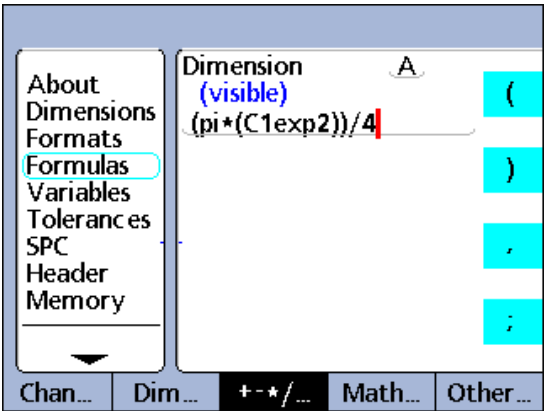 About
Dimensions
Formats
Formulas
Variables
Tolerances
SPC
Header
Memory
Dimension A
(visible)
(pi*(C1exp2))/4
(
)
,
;
Chan...
Dim...
+-*/...
Math...
Other...